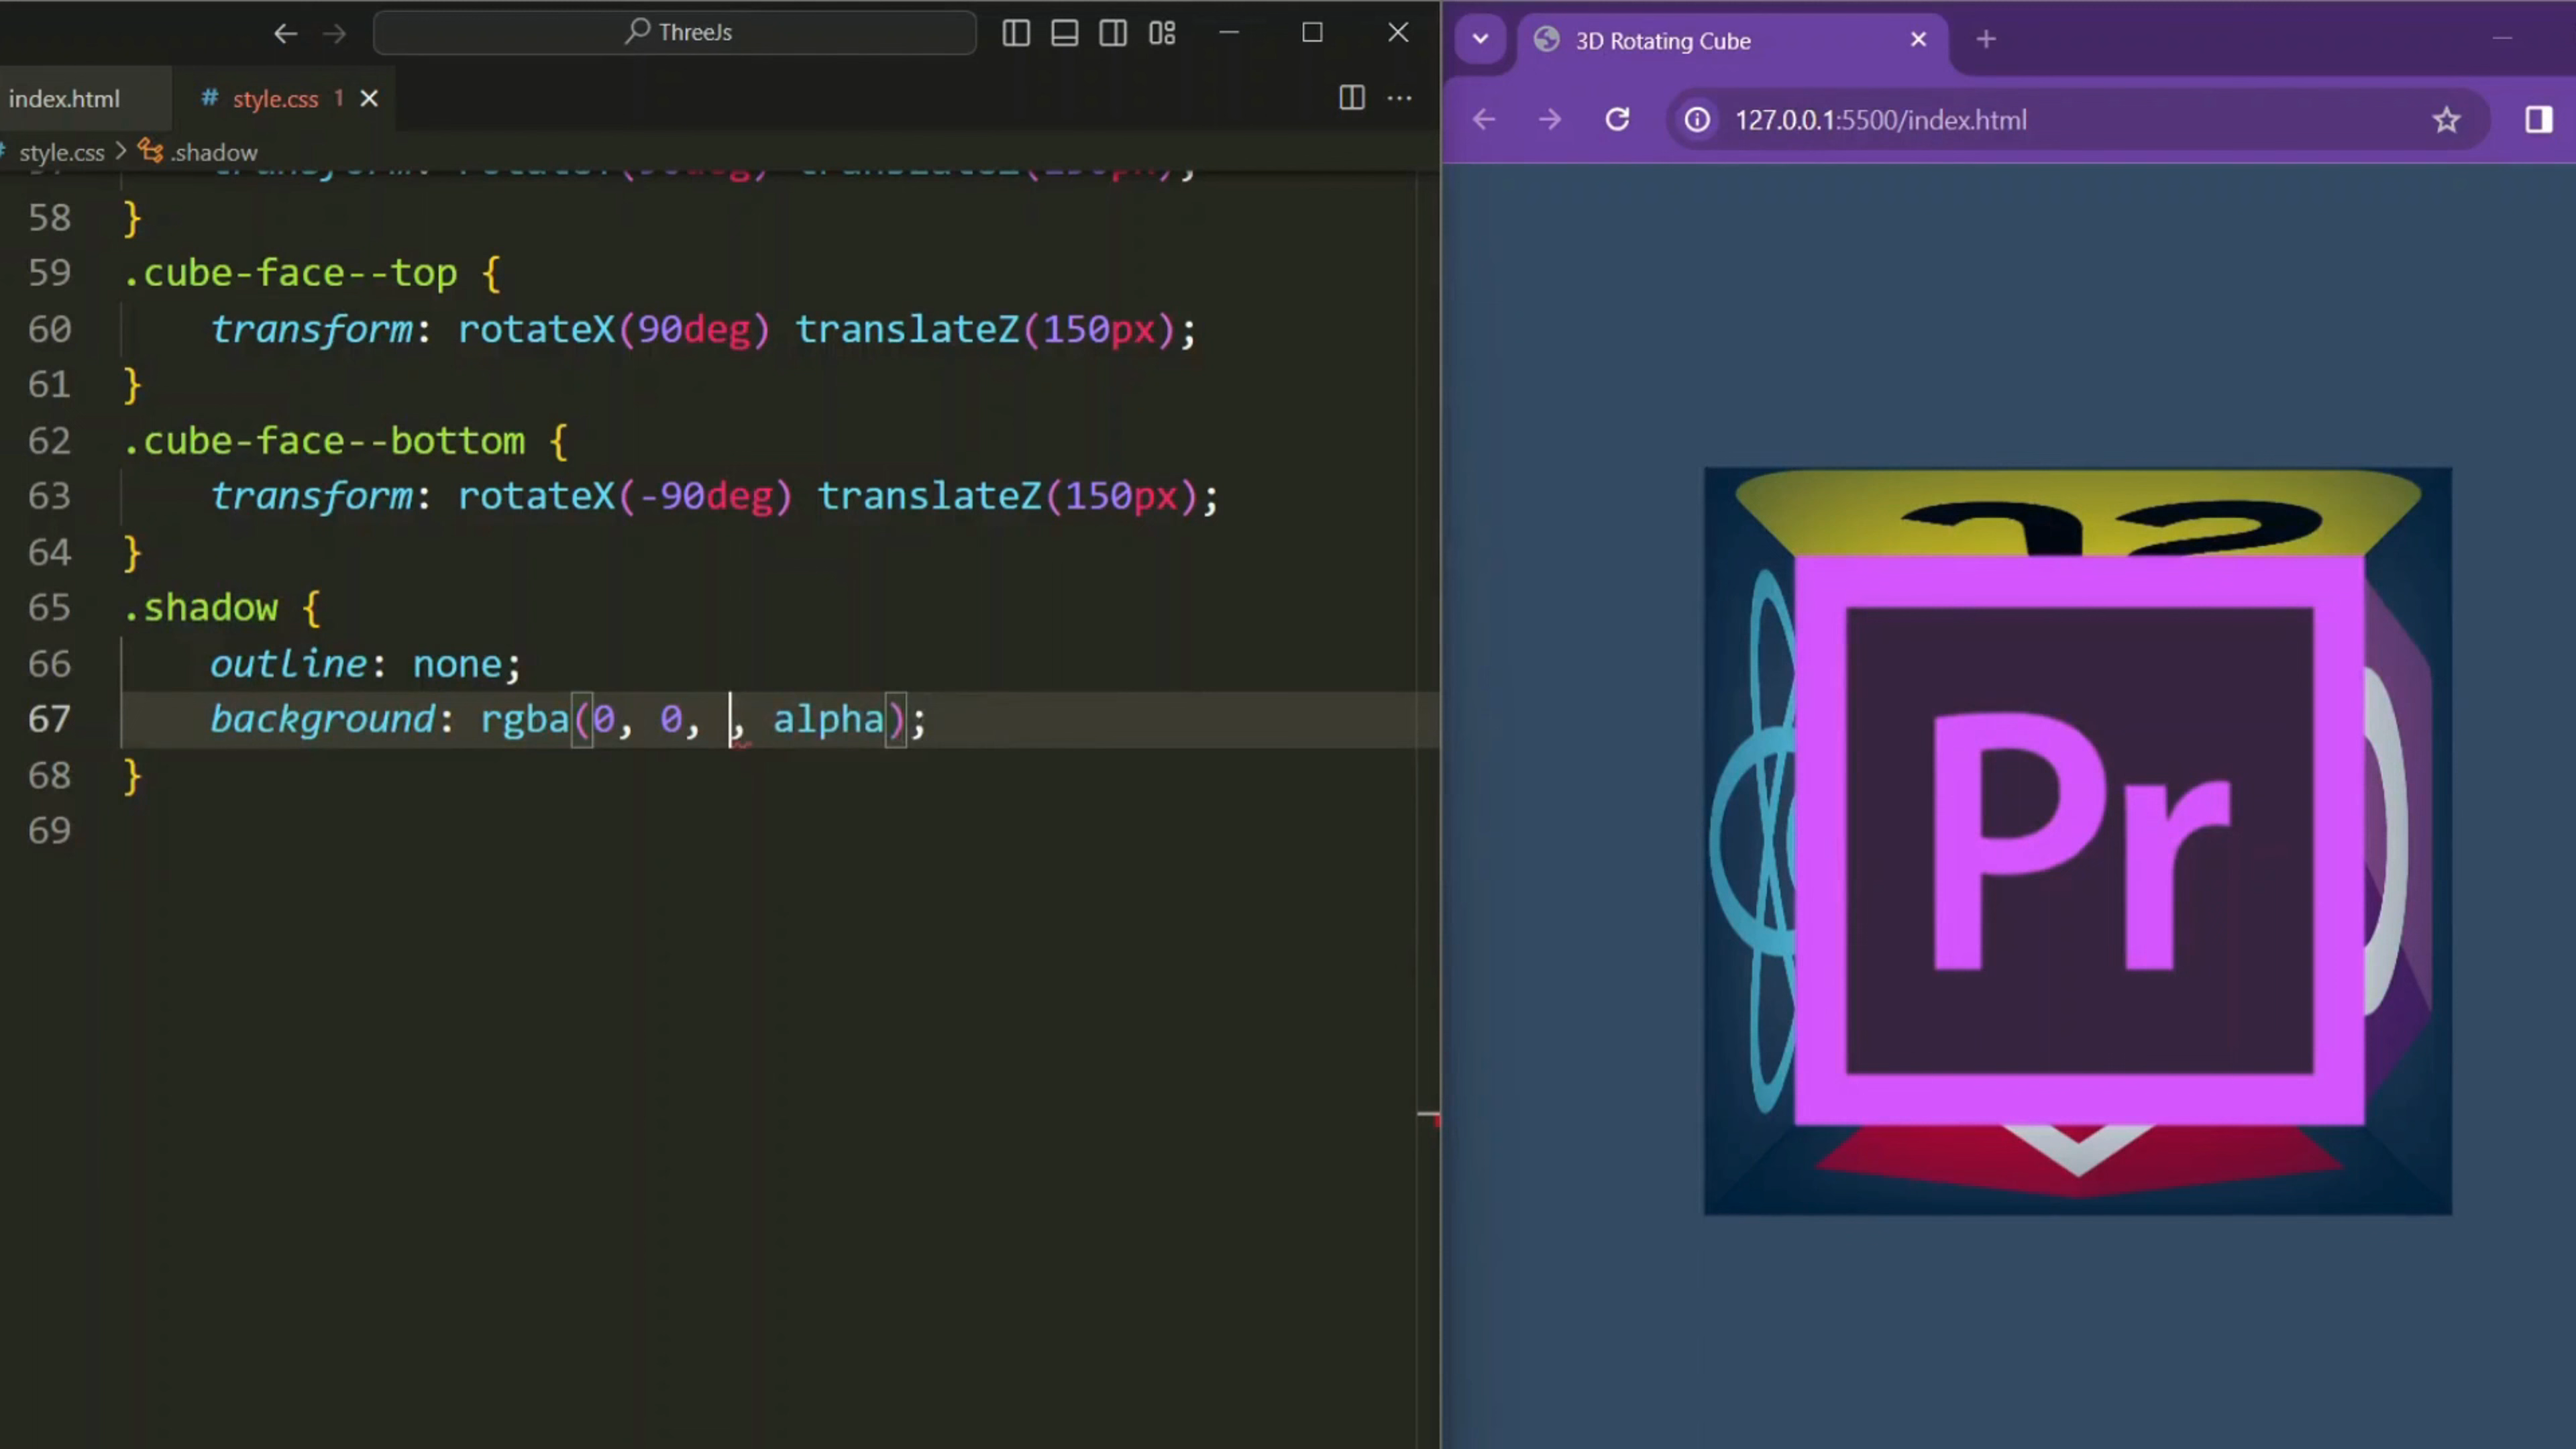 ThreeJs
index.html
# style.css 1
style.css > .shadow
58 }
59 .cube-face--top {
60 transform: rotateX(90deg) translateZ(150px);
61 }
62 .cube-face--bottom {
63 transform: rotateX(-90deg) translateZ(150px);
64 }
65 .shadow {
66 outline: none;
67 background: rgba(0, 0, , alpha);
68 }
69
3D Rotating Cube
127.0.0.1:5500/index.html
Pr